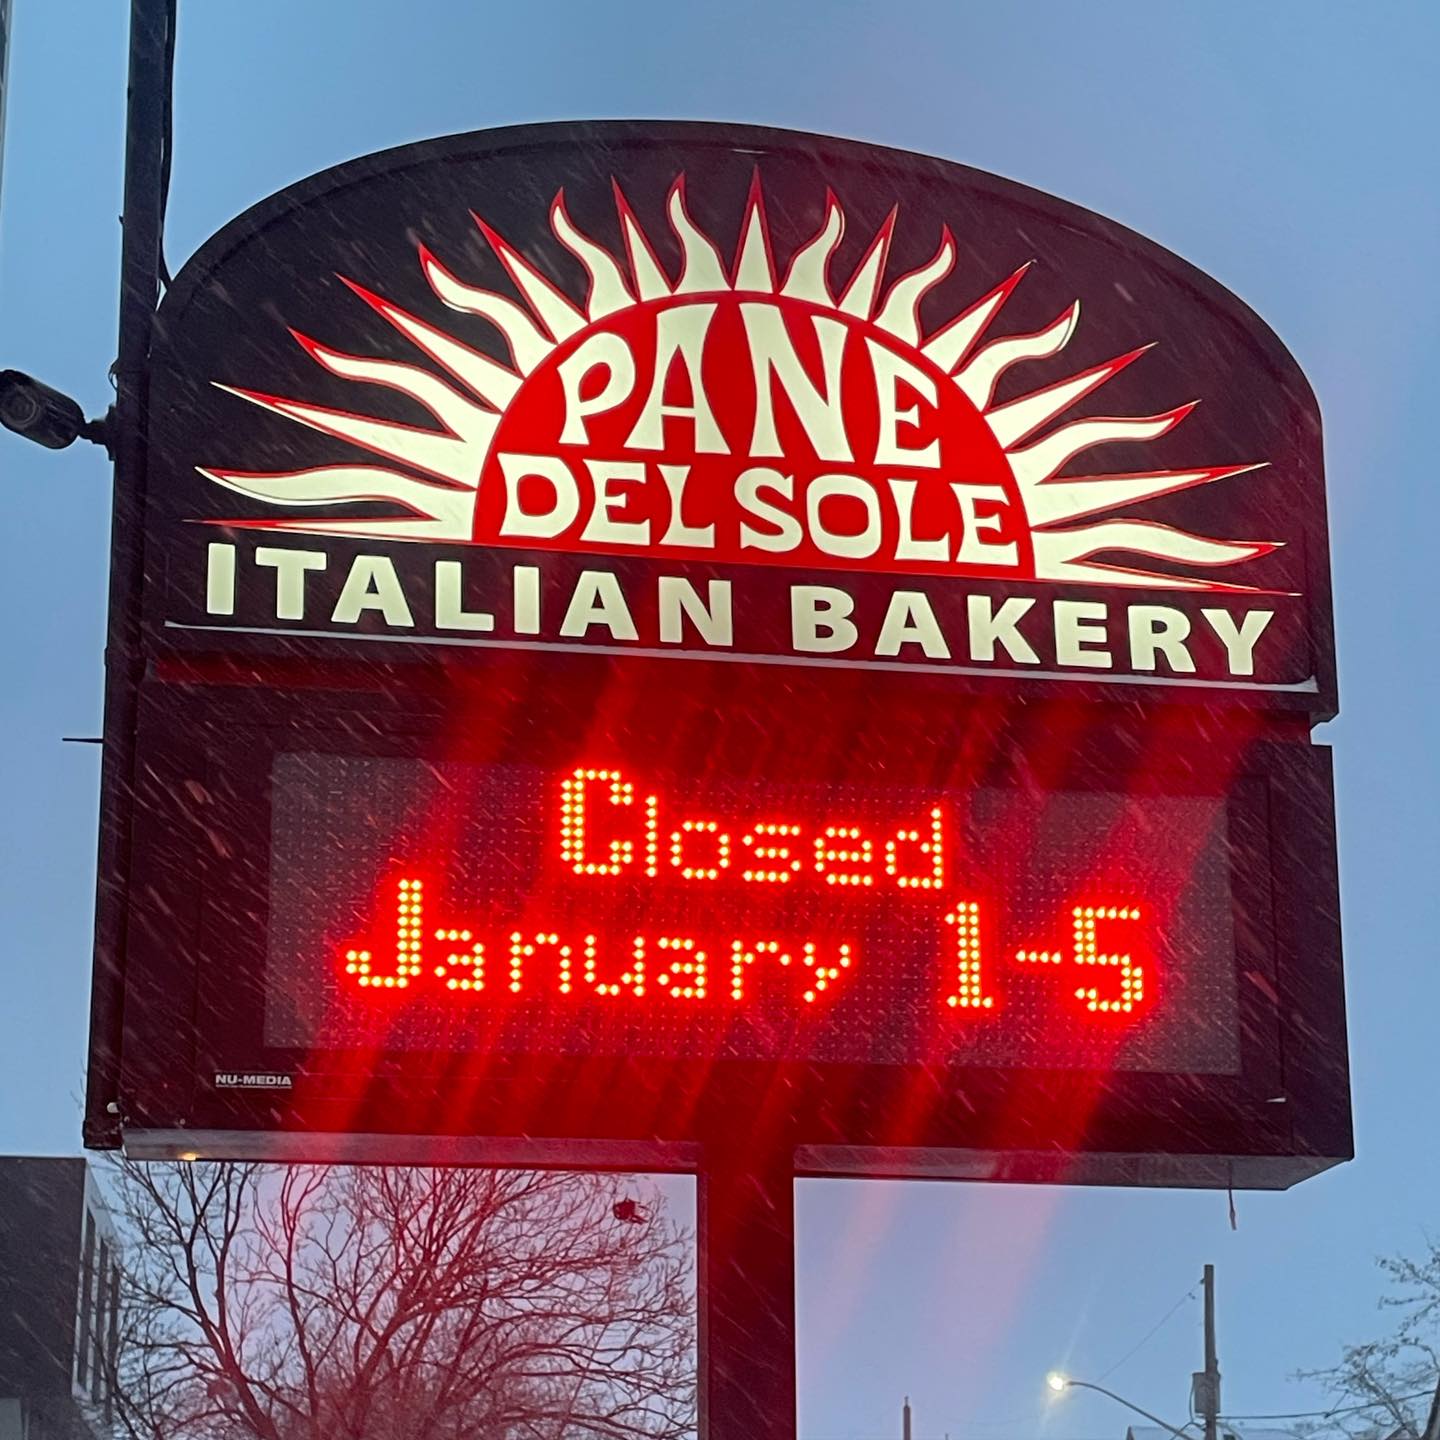 PANE
DEL SOLE
ITALIAN BAKERY
Closed
January 1-5
NU-MEDIA